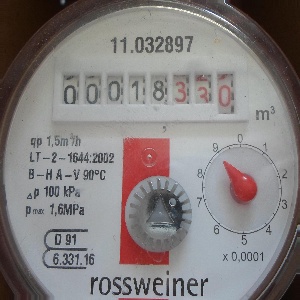 11.032897
00018330
m³
qp 1,5m³/h
LT-2-1644:2002
B-H A-V 90°C
Δp 100 kPa
p max 1,6MPa
D 91
6.331.16
0
1
2
3
4
5
6
7
8
9
x 0,0001
rossweiner